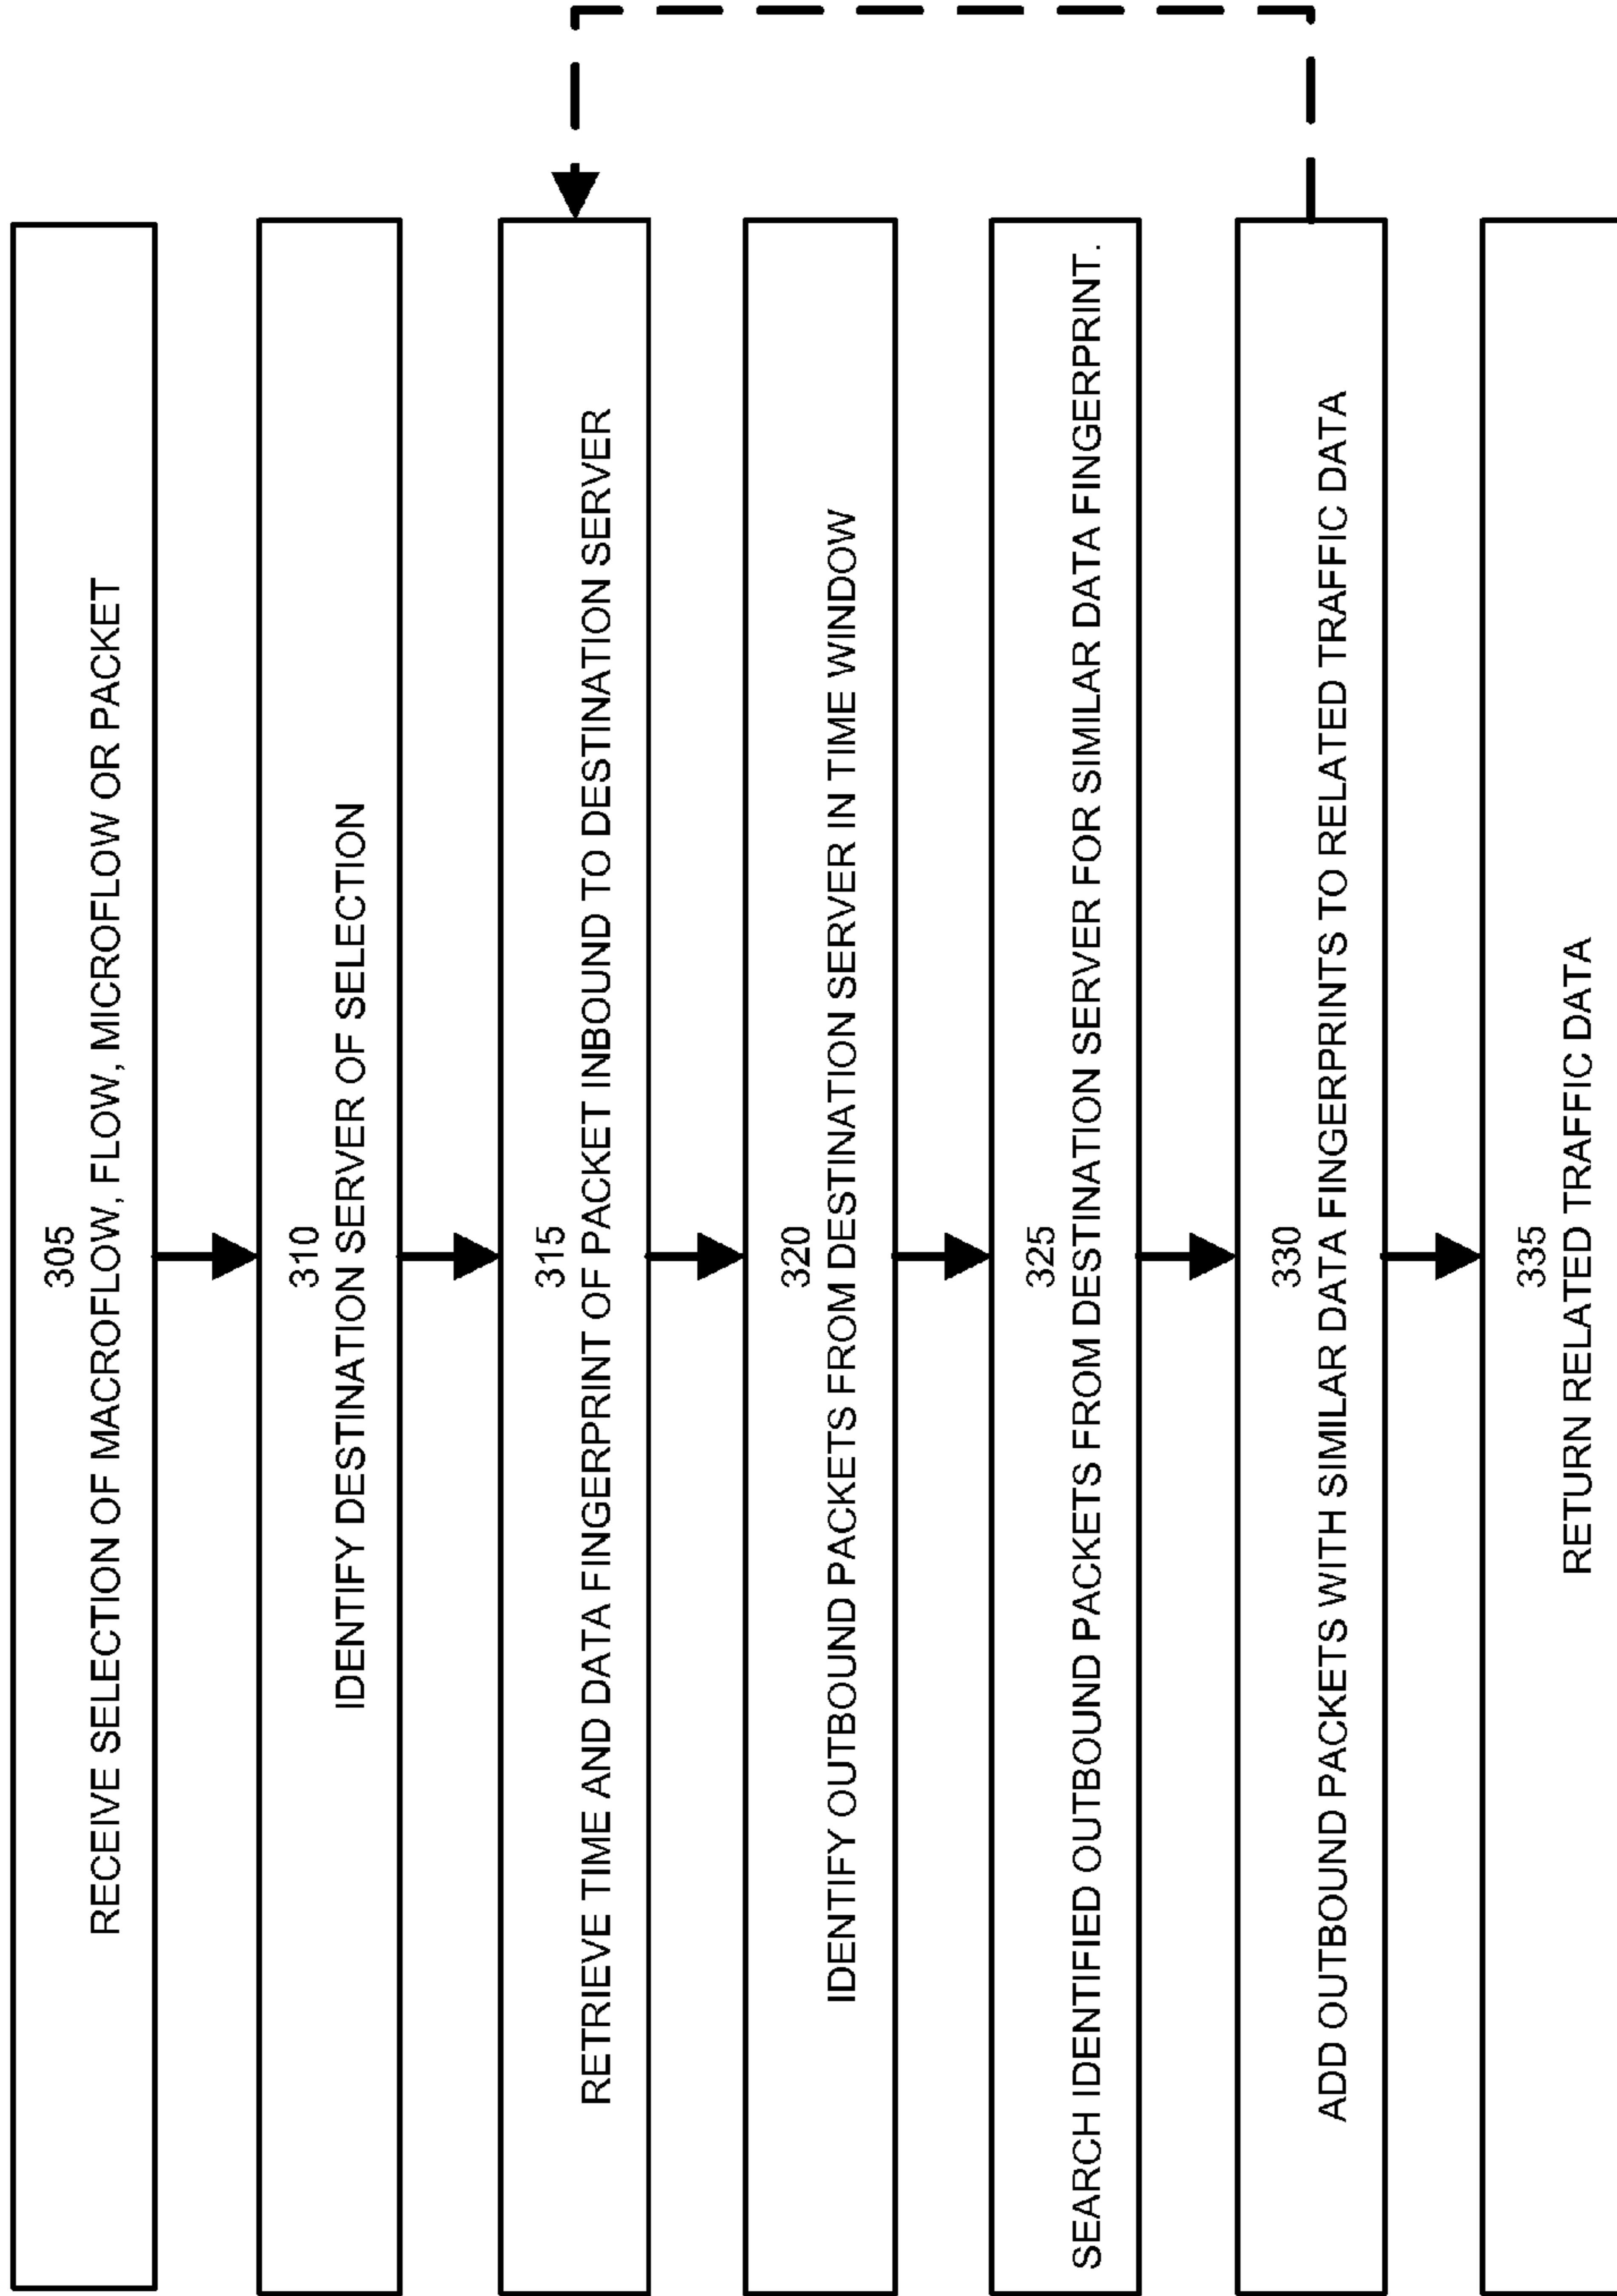 305
RECEIVE SELECTION OF MACROFLOW, FLOW, MICROFLOW OR PACKET
310
IDENTIFY DESTINATION SERVER OF SELECTION
315
RETRIEVE TIME AND DATA FINGERPRINT OF PACKET INBOUND TO DESTINATION SERVER
320
IDENTIFY OUTBOUND PACKETS FROM DESTINATION SERVER IN TIME WINDOW
325
SEARCH IDENTIFIED OUTBOUND PACKETS FROM DESTINATION SERVER FOR SIMILAR DATA FINGERPRINT.
330
ADD OUTBOUND PACKETS WITH SIMILAR DATA FINGERPRINTS TO RELATED TRAFFIC DATA
335
RETURN RELATED TRAFFIC DATA